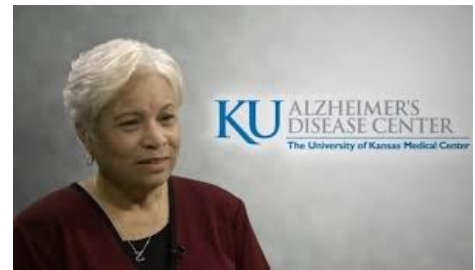 KU ALZHEIMER'S
DISEASE CENTER
The University of Kansas Medical Center